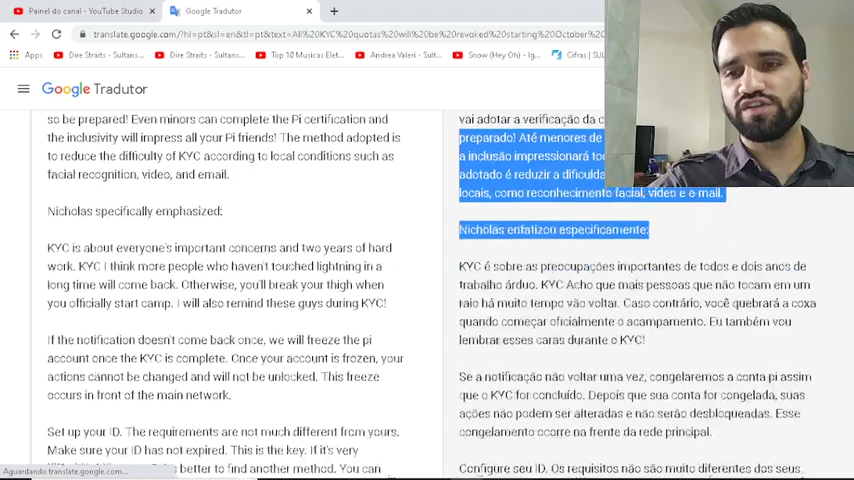 Painel do canal - YouTube Studio
Google Tradutor
translate.google.com/?hl=pt&sl=en&tl=pt&text=All%20KYC%20quotas%20will%20be%20revoked%20starting%20October%
Apps
Dire Straits - Sultans...
Dire Straits - Sultans...
Top 10 Musicas Elet...
Andra Valeri - Sult...
Snow (Hey Oh) - Ig...
Cifras | SULT
Google Tradutor
so be prepared! Even minors can complete the Pi certification and
the inclusivity will impress all your Pi friends! The method adopted is
to reduce the difficulty of KYC according to local conditions such as
facial recognition, video, and email.
Nicholas specifically emphasized:
KYC is about everyone's important concerns and two years of hard
work. KYC I think more people who haven't touched lightning in a
long time will come back. Otherwise, you'll break your thigh when
you officially start camp. I will also remind these guys during KYC!
If the notification doesn't come back once, we will freeze the pi
account once the KYC is complete. Once your account is frozen, your
actions cannot be changed and will not be unlocked. This freeze
occurs in front of the main network.
Set up your ID. The requirements are not much different from yours.
Make sure your ID has not expired. This is the key. If it's very
better to find another method. You can
Aguardando translate.google.com...
vai adotar a verificação da c
preparado! Até menores de
a inclusão impressionará to
adotado é reduzir a dificulda
locais, como reconhecimento facial, vídeo e e-mail.
Nicholas enfatizou especificamente:
KYC é sobre as preocupações importantes de todos e dois anos de
trabalho árduo. KYC Acho que mais pessoas que não tocam em um
raio há muito tempo vão voltar. Caso contrário, você quebrará a coxa
quando começar oficialmente o acampamento. Eu também vou
lembrar esses caras durante o KYC!
Se a notificação não voltar uma vez, congelaremos a conta pi assim
que o KYC for concluído. Depois que sua conta for congelada, suas
ações não podem ser alteradas e não serão desbloqueadas. Esse
congelamento ocorre na frente da rede principal.
Configure seu ID. Os requisitos não são muito diferentes dos seus.